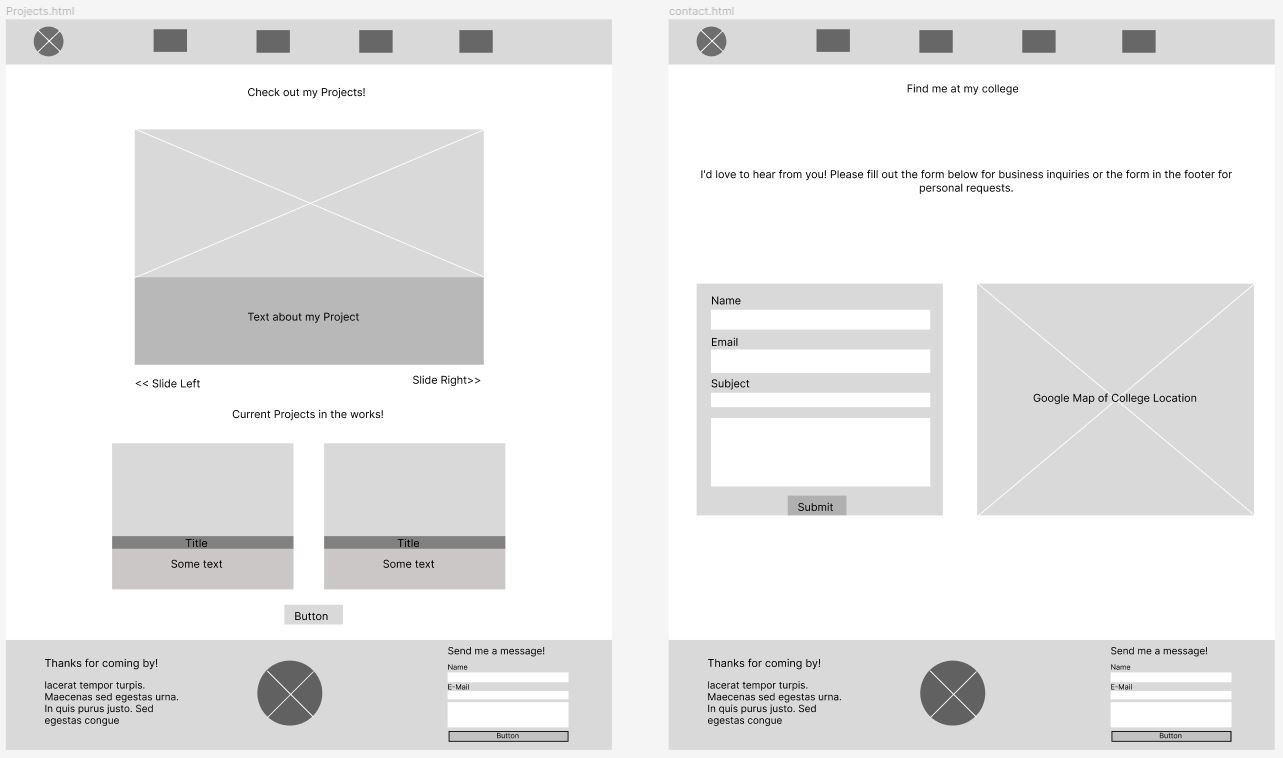 Projects.html
Check out my Projects!
Text about my Project
<< Slide Left
Slide Right>>
Current Projects in the works!
Title
Some text
Title
Some text
Button
Thanks for coming by!
lacerat tempor turpis.
Maecenas sed egestas urna.
In quis purus justo. Sed
egestas congue
Send me a message!
Name
E-Mail
Button
contact.html
Find me at my college
I'd love to hear from you! Please fill out the form below for business inquiries or the form in the footer for
personal requests.
Name
Email
Subject
Submit
Google Map of College Location
Thanks for coming by!
lacerat tempor turpis.
Maecenas sed egestas urna.
In quis purus justo. Sed
egestas congue
Send me a message!
Name
E-Mail
Button